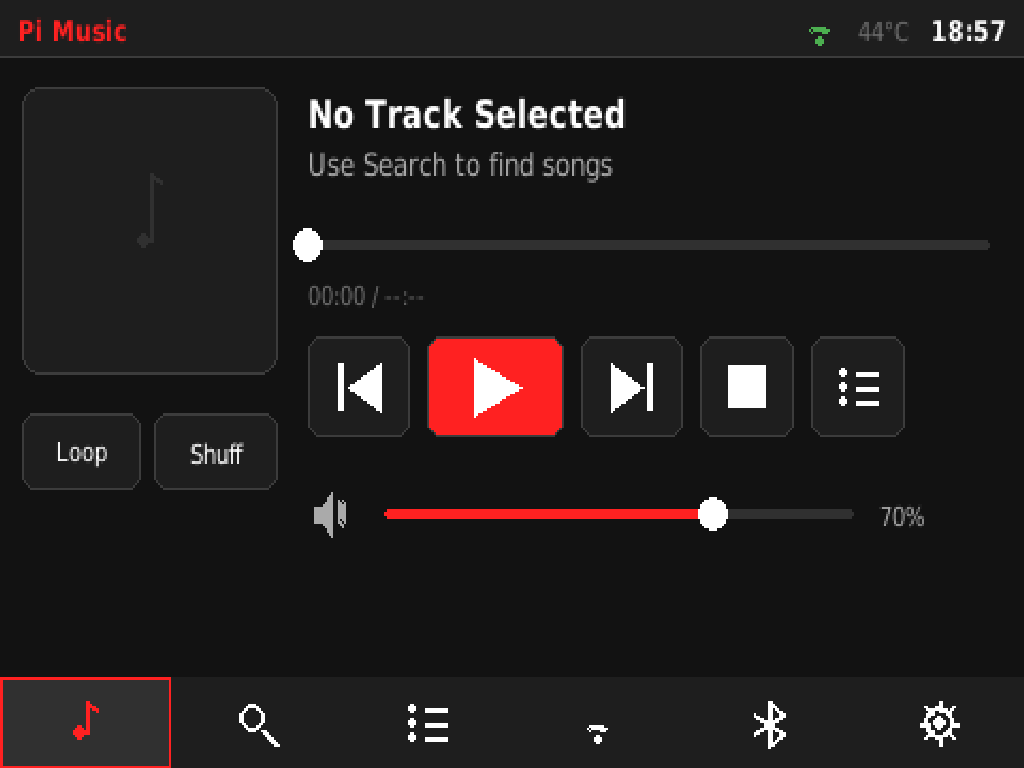 Pi Music
44°C 18:57
No Track Selected
Use Search to find songs
00:00 / --:--
Loop
Shuff
70%